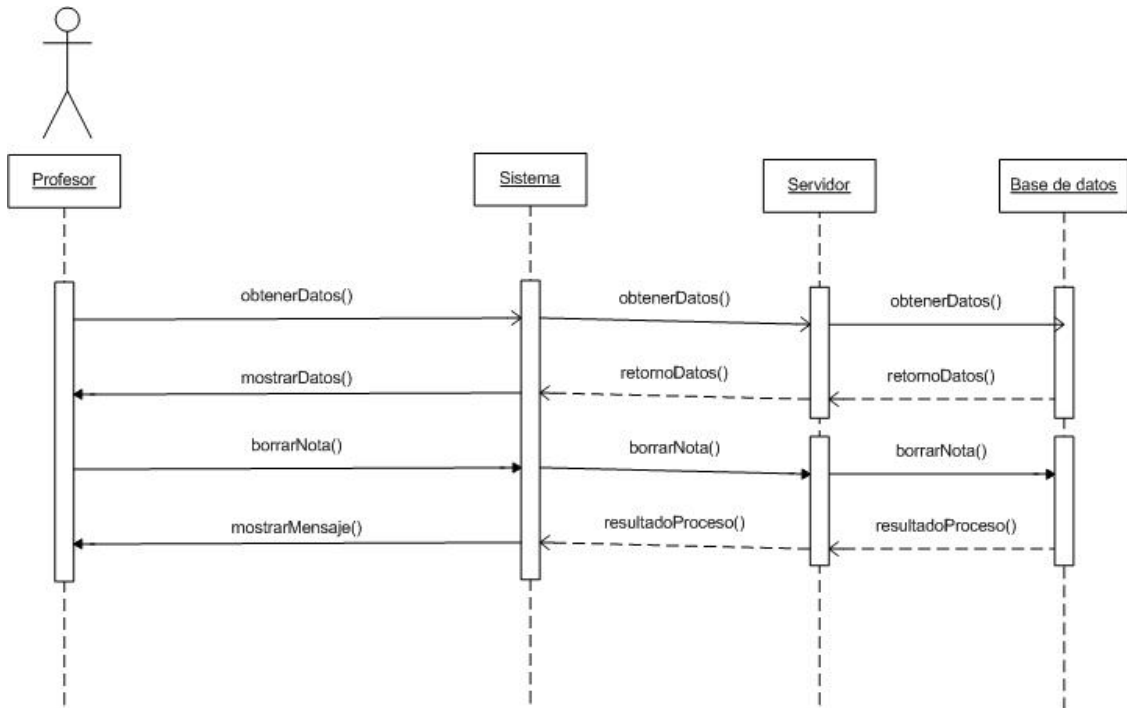 Profesor
Sistema
Servidor
Base de datos
obtenerDatos()
obtenerDatos()
obtenerDatos()
mostrarDatos()
retornoDatos()
retornoDatos()
borrarNota()
borrarNota()
borrarNota()
mostrarMensaje()
resultadoProceso()
resultadoProceso()